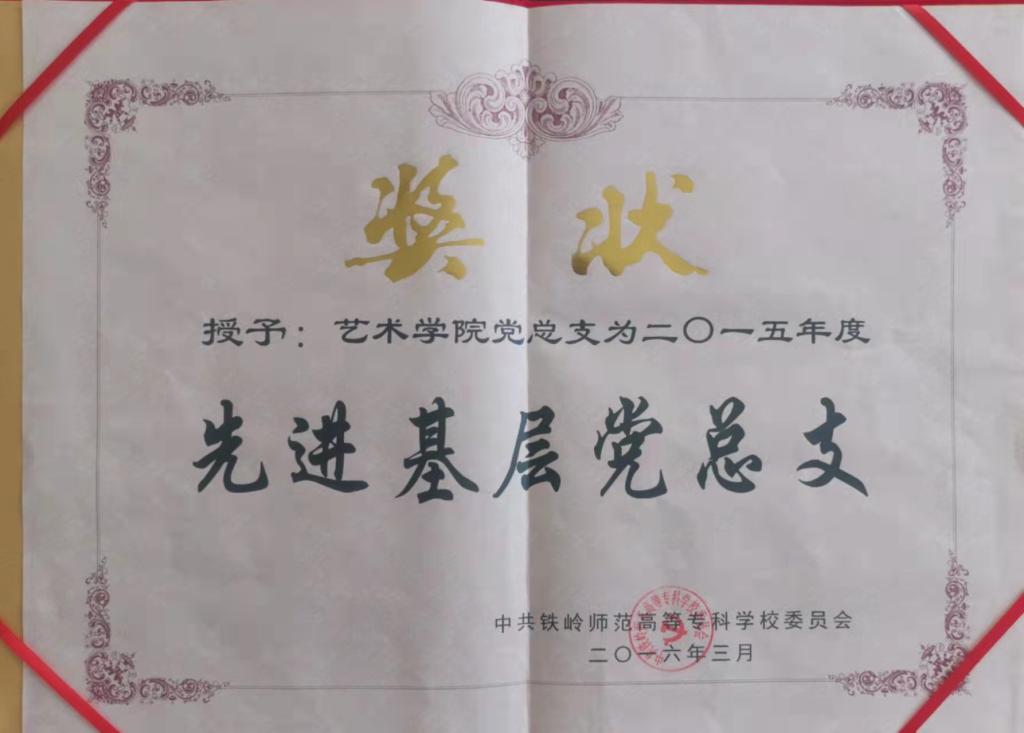 奖状
授予：艺术学院党总支为二〇一五年度
先进基层党总支
中共铁岭师范高等专科学校委员会
二〇一六年三月